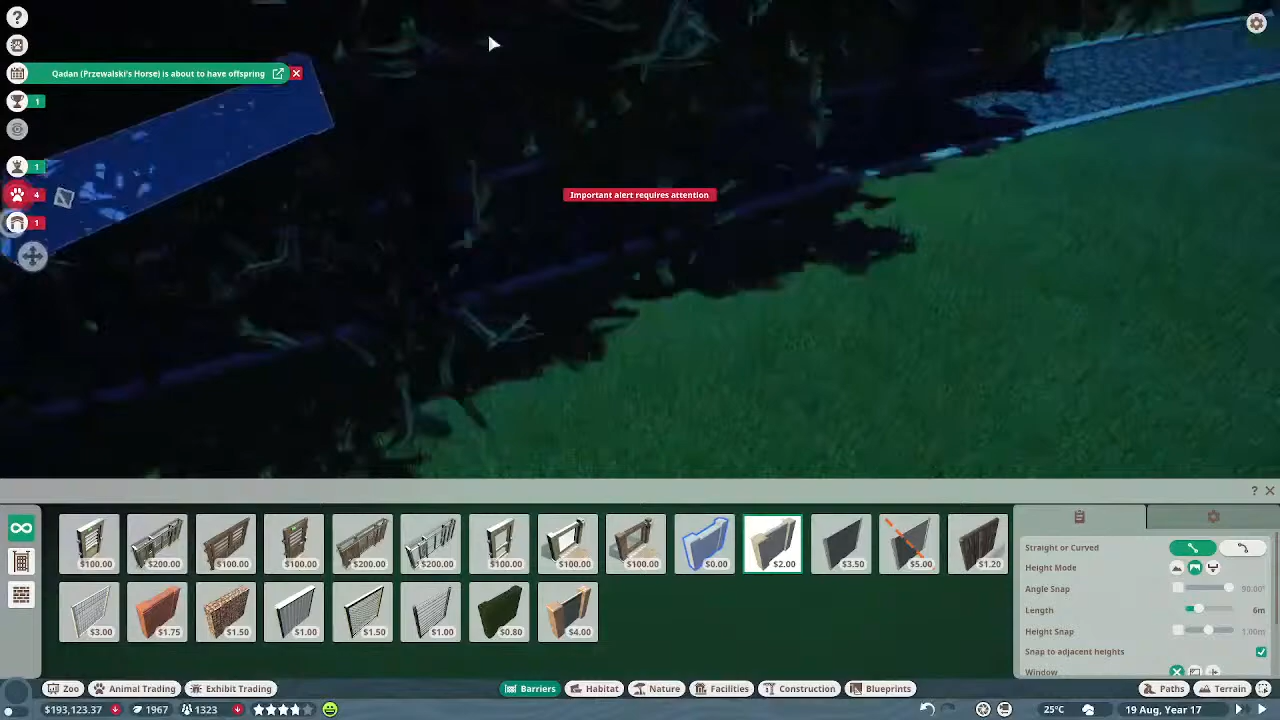 ?
Qadan (Przewalski's Horse) is about to have offspring
1
1
Important alert requires attention
4
1
?
$100.00 $200.00 $100.00 $100.00 $200.00 $200.00 $100.00 $100.00 $100.00 $0.00 $2.00 $3.50 $5.00 $1.20
$3.00 $1.75 $1.50 $1.00 $1.50 $1.00 $0.80 $4.00
Straight or Curved
Height Mode
Angle Snap 90.00°
Length 6m
Height Snap 1.00m
Snap to adjacent heights
Window
Zoo Animal Trading Exhibit Trading Barriers Habitat Nature Facilities Construction Blueprints Paths Terrain
$193,123.37 1967 1323 25°C 19 Aug, Year 17